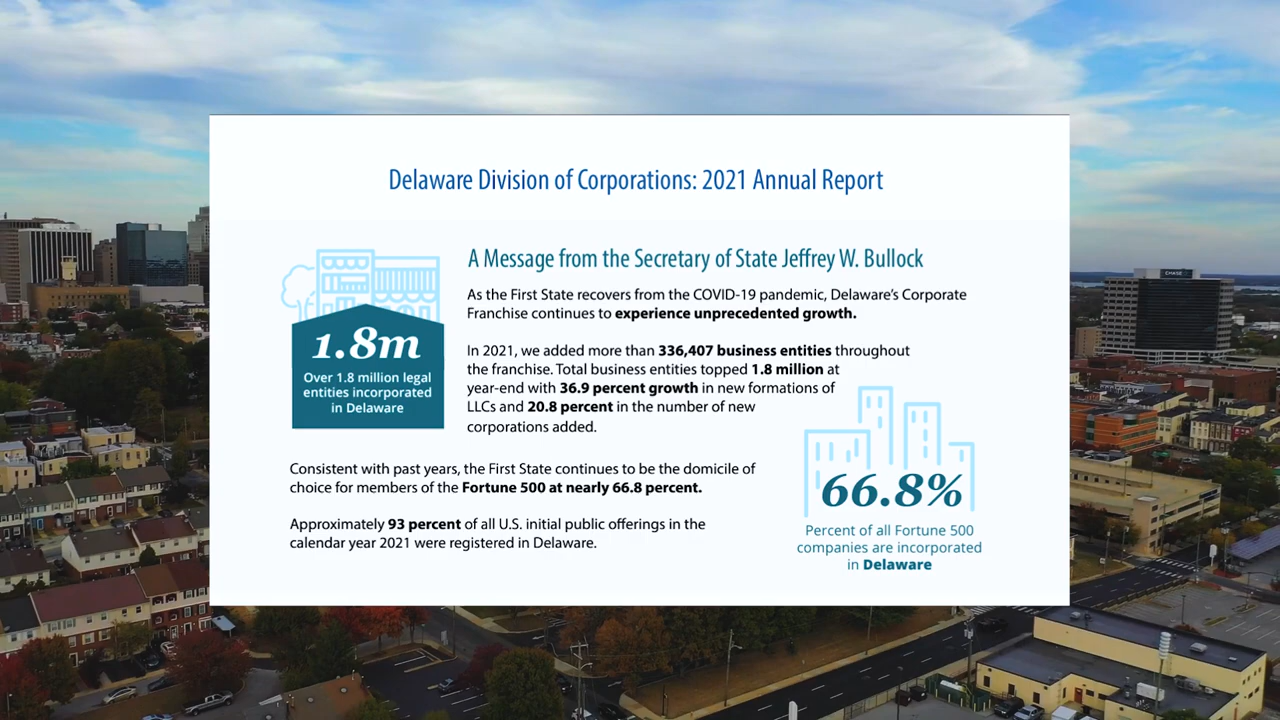 CHASE
Delaware Division of Corporations: 2021 Annual Report
A Message from the Secretary of State Jeffrey W. Bullock
As the First State recovers from the COVID-19 pandemic, Delaware's Corporate
Franchise continues to experience unprecedented growth.
1.8m
Over 1.8 million legal
entities incorporated
in Delaware
In 2021, we added more than 336,407 business entities throughout
the franchise. Total business entities topped 1.8 million at
year-end with 36.9 percent growth in new formations of
LLCs and 20.8 percent in the number of new
corporations added.
Consistent with past years, the First State continues to be the domicile of
choice for members of the Fortune 500 at nearly 66.8 percent.
Approximately 93 percent of all U.S. initial public offerings in the
calendar year 2021 were registered in Delaware.
66.8%
Percent of all Fortune 500
companies are incorporated
in Delaware